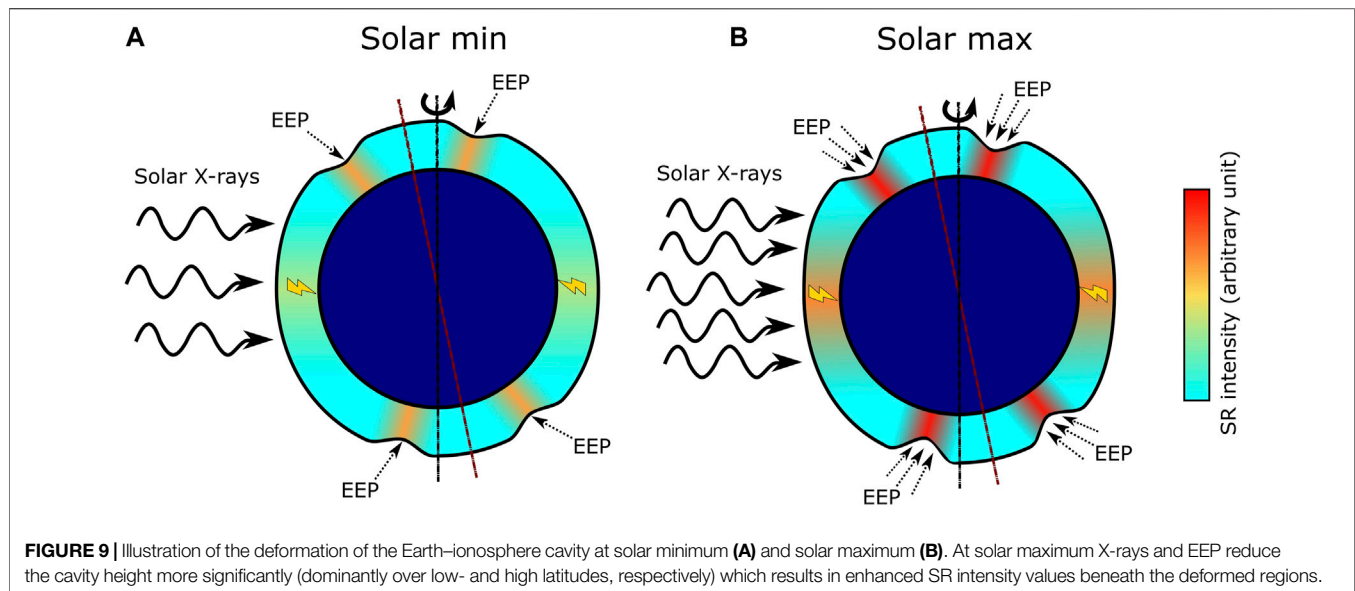 A
Solar min
EEP
EEP
Solar X-rays
EEP
EEP
B
Solar max
EEP
EEP
Solar X-rays
EEP
EEP
SR intensity (arbitrary unit)
FIGURE 9 | Illustration of the deformation of the Earth–ionosphere cavity at solar minimum (A) and solar maximum (B). At solar maximum X-rays and EEP reduce
the cavity height more significantly (dominantly over low- and high latitudes, respectively) which results in enhanced SR intensity values beneath the deformed regions.